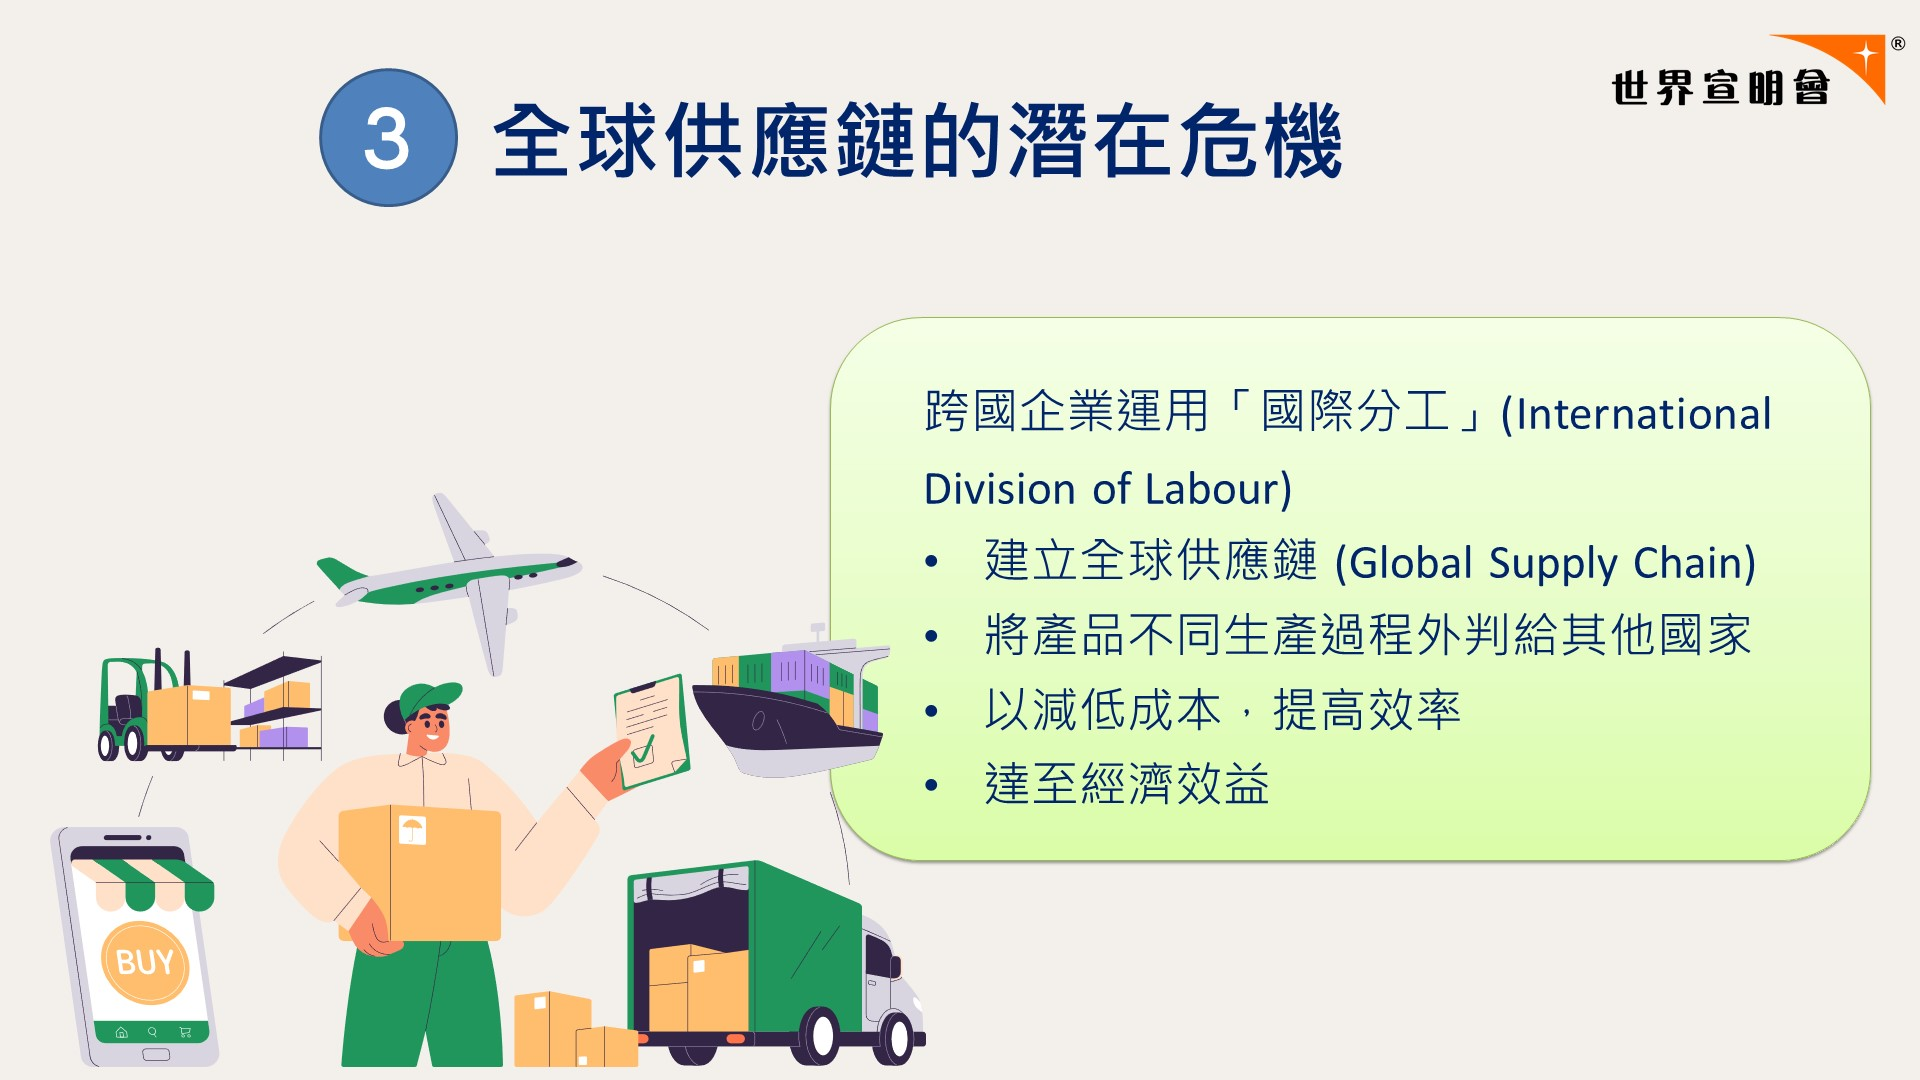 世界宣明會®
3 全球供應鏈的潛在危機
跨國企業運用「國際分工」(International
Division of Labour)
• 建立全球供應鏈 (Global Supply Chain)
• 將產品不同生產過程外判給其他國家
• 以減低成本，提高效率
• 達至經濟效益
BUY